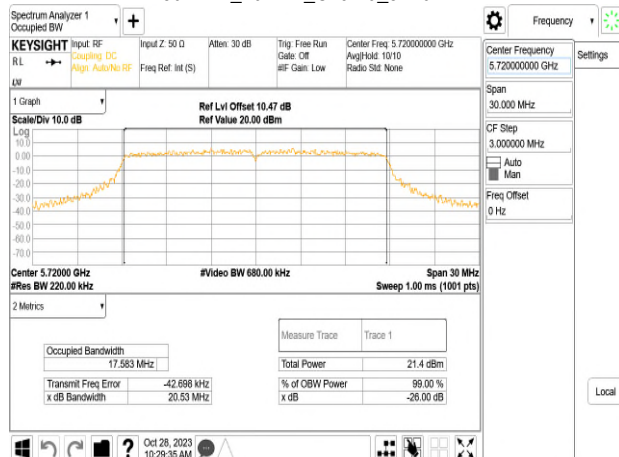 Spectrum Analyzer 1
Occupied BW
Frequency
KEYSIGHT
RL
Input: RF
Coupling: DC
Align: Auto/No RF
Input Z: 50 Ω
Freq Ref: Int (S)
Atten: 30 dB
Trig: Free Run
Gate: Off
#IF Gain: Low
Center Freq: 5.720000000 GHz
Avg|Hold: 10/10
Radio Std: None
Center Frequency
5.720000000 GHz
Settings
Span
30.000 MHz
CF Step
3.000000 MHz
Auto
Man
Freq Offset
0 Hz
1 Graph
Scale/Div 10.0 dB
Ref Lvl Offset 10.47 dB
Ref Value 20.00 dBm
Log
10.0
0.00
-10.0
-20.0
-30.0
-40.0
-50.0
-60.0
-70.0
Center 5.72000 GHz
#Res BW 220.00 kHz
#Video BW 680.00 kHz
Span 30 MHz
Sweep 1.00 ms (1001 pts)
2 Metrics
Measure Trace
Trace 1
Occupied Bandwidth
17.583 MHz
Total Power
21.4 dBm
Transmit Freq Error
-42.698 kHz
% of OBW Power
99.00 %
x dB Bandwidth
20.53 MHz
x dB
-26.00 dB
Local
?
Oct 28, 2023
10:29:35 AM